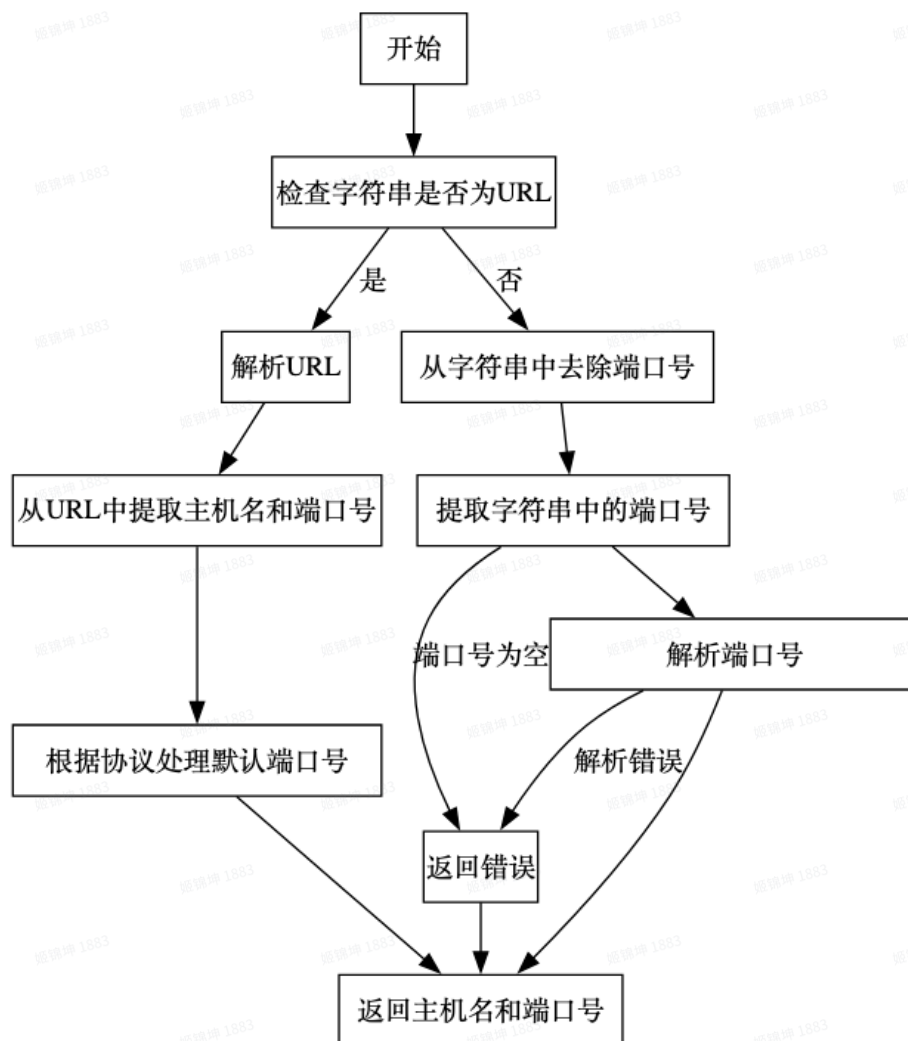 开始
检查字符串是否为URL
是
否
解析URL
从字符串中去除端口号
从URL中提取主机名和端口号
提取字符串中的端口号
端口号为空
解析端口号
根据协议处理默认端口号
解析错误
返回错误
返回主机名和端口号
姬锦坤 1883